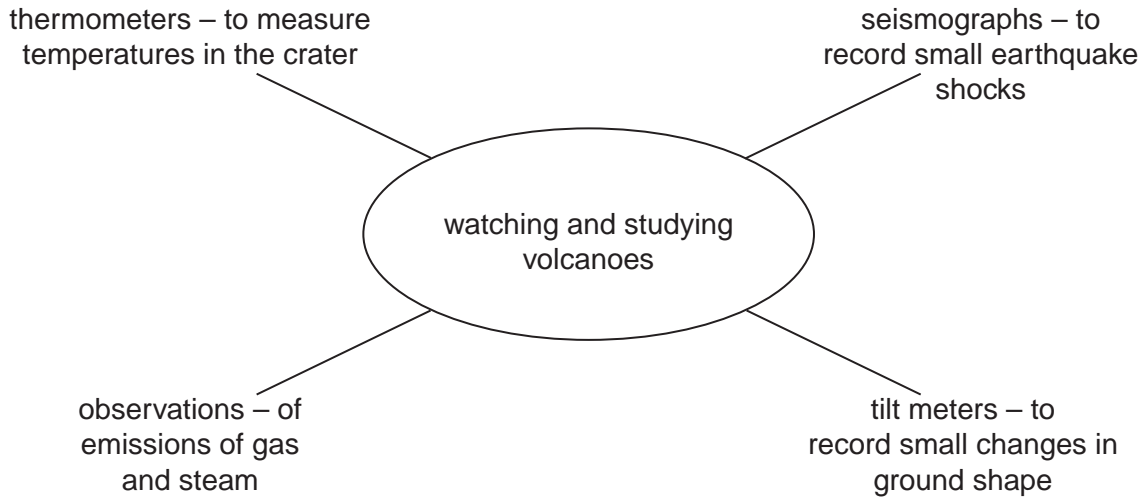 thermometers – to measure
temperatures in the crater
seismographs – to
record small earthquake
shocks
watching and studying
volcanoes
observations – of
emissions of gas
and steam
tilt meters – to
record small changes in
ground shape